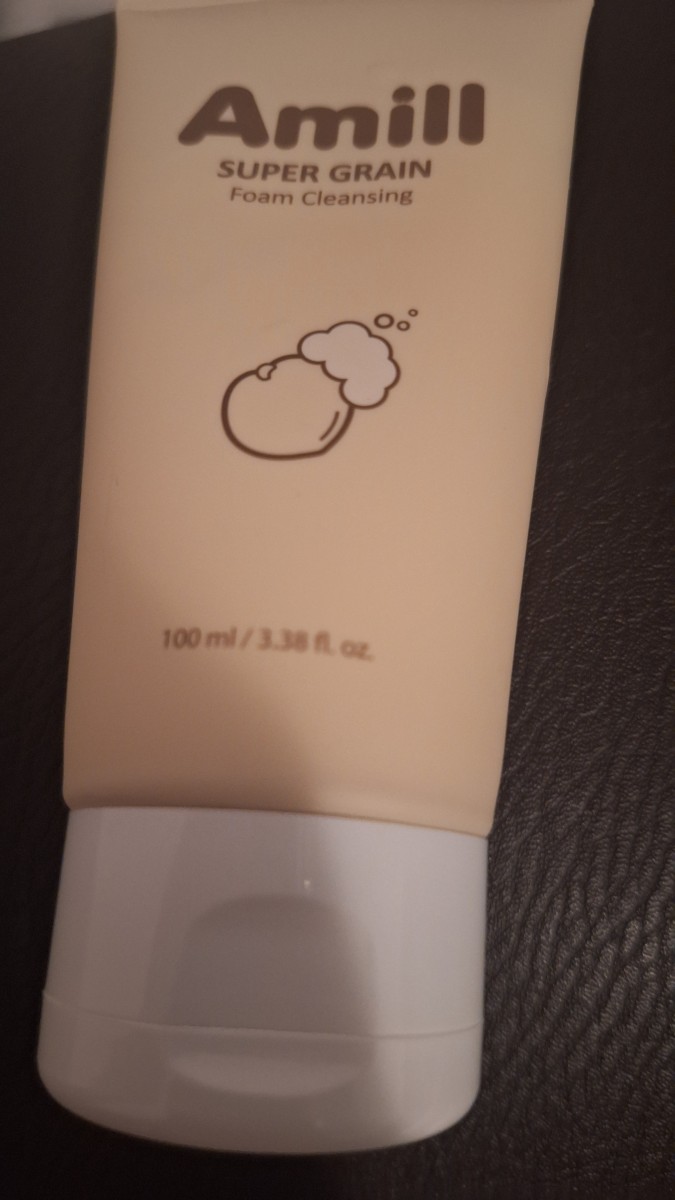 Amill
SUPER GRAIN
Foam Cleansing
100 ml / 3.38 fl. oz.